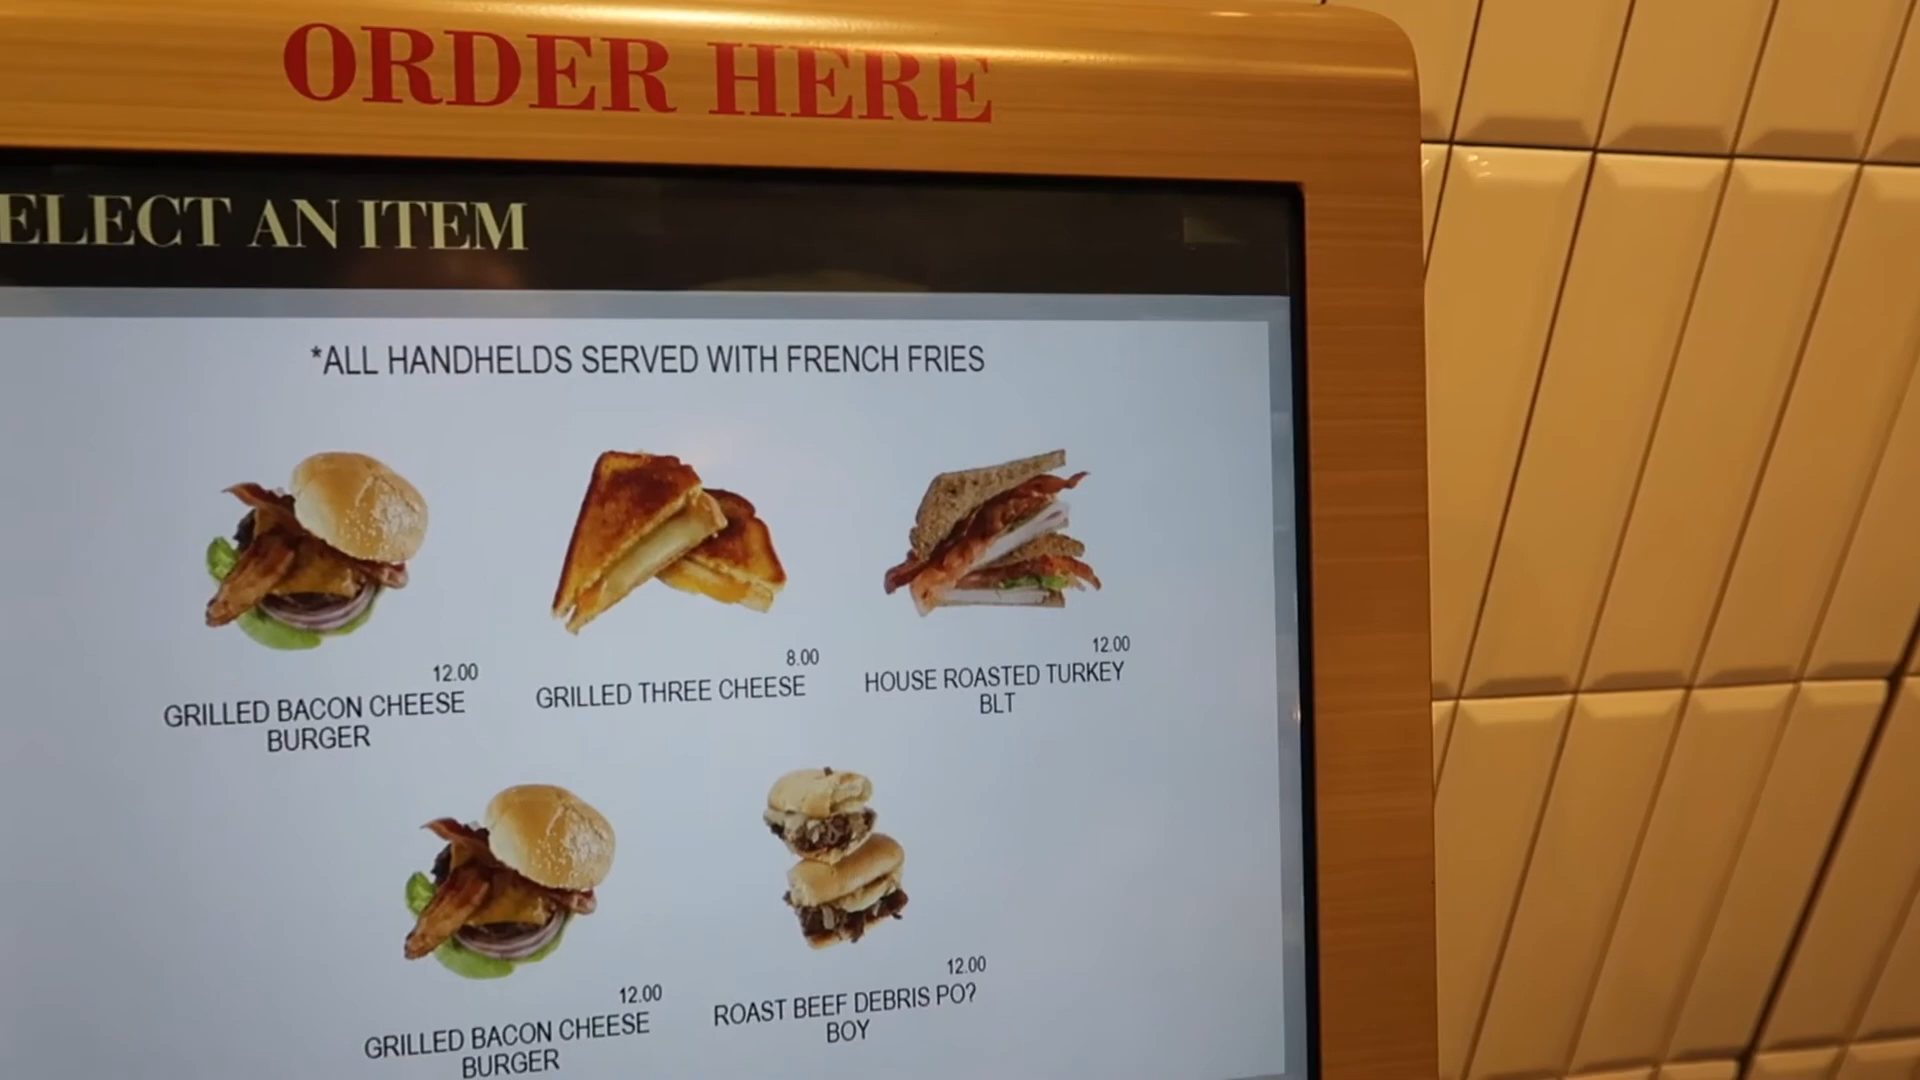 ORDER HERE
ELECT AN ITEM
*ALL HANDHELDS SERVED WITH FRENCH FRIES
12.00
GRILLED BACON CHEESE
BURGER
8.00
GRILLED THREE CHEESE
12.00
HOUSE ROASTED TURKEY
BLT
12.00
GRILLED BACON CHEESE
BURGER
12.00
ROAST BEEF DEBRIS PO?
BOY